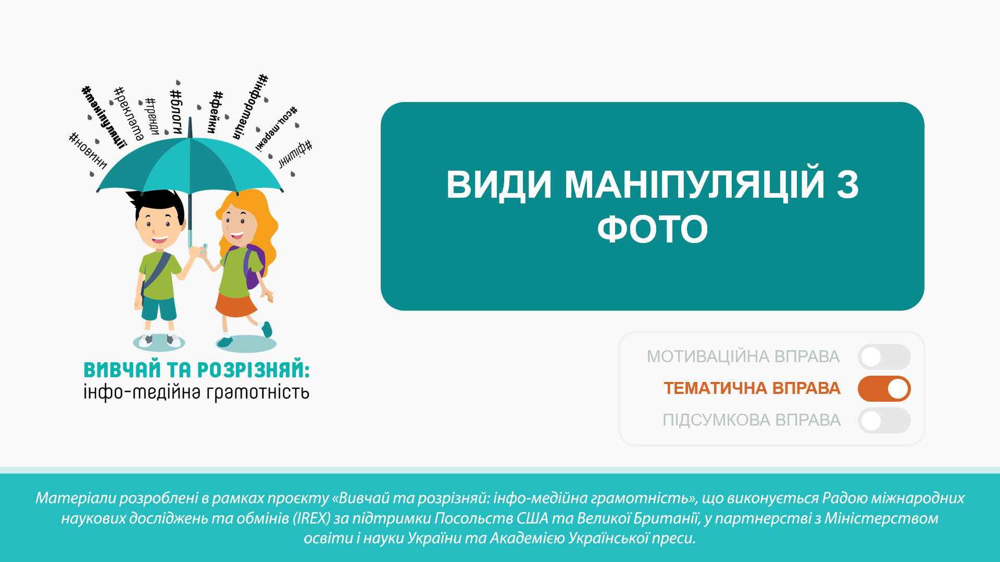 #новини
#маніпуляції
#реклама
#тренди
#блоги
#фейки
#інформація
#соц.мережі
#фішинг
ВИВЧАЙ ТА РОЗРІЗНЯЙ:
інфо-медійна грамотність
ВИДИ МАНІПУЛЯЦІЙ З
ФОТО
МОТИВАЦІЙНА ВПРАВА
ТЕМАТИЧНА ВПРАВА
ПІДСУМКОВА ВПРАВА
Матеріали розроблені в рамках проєкту «Вивчай та розрізняй: інфо-медійна грамотність», що виконується Радою міжнародних
наукових досліджень та обмінів (IREX) за підтримки Посольств США та Великої Британії, у партнерстві з Міністерством
освіти і науки України та Академією Української преси.